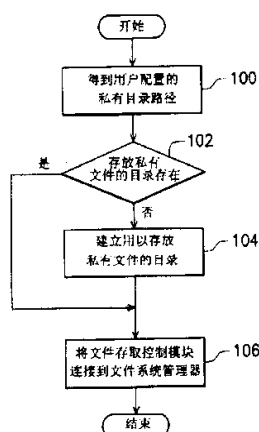 开始
得到用户配置的
私有目录路径
100
102
存放私有
文件的目录存在
是
否
建立用以存放
私有文件的目录
104
将文件存取控制模块
连接到文件系统管理器
106
结束